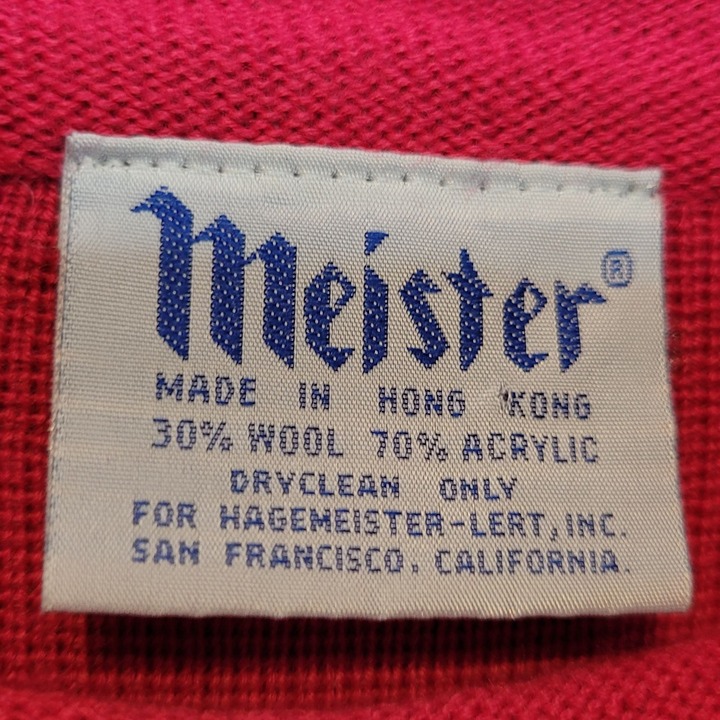 Meister®
MADE IN HONG KONG
30% WOOL 70% ACRYLIC
DRYCLEAN ONLY
FOR HAGEMEISTER-LERT, INC.
SAN FRANCISCO. CALIFORNIA.